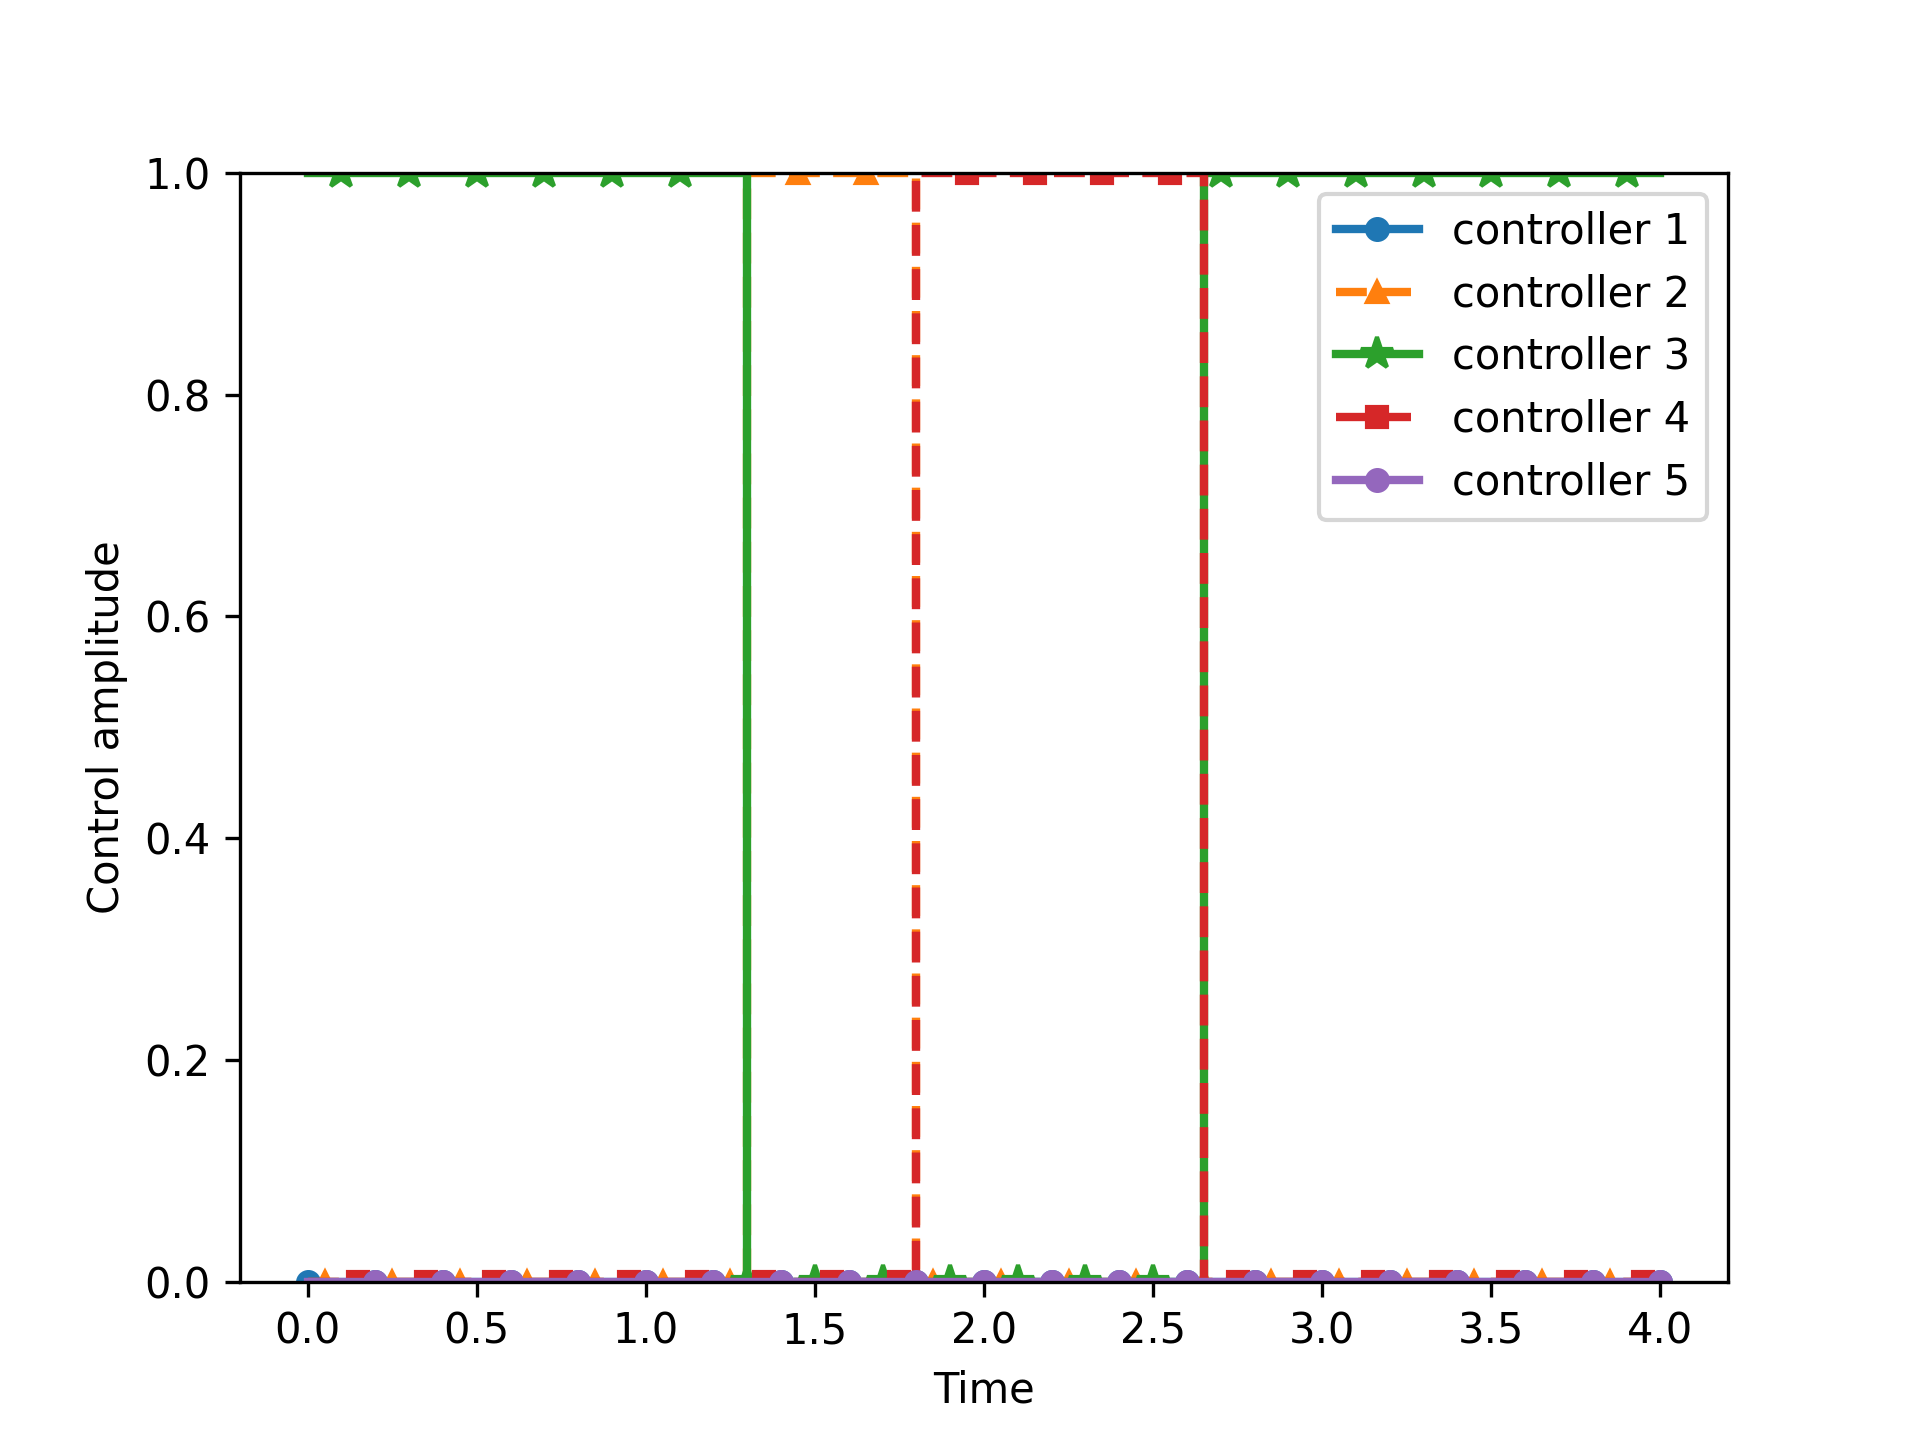 1.0
0.8
0.6
0.4
0.2
0.0
Control amplitude
controller 1
controller 2
controller 3
controller 4
controller 5
0.0 0.5 1.0 1.5 2.0 2.5 3.0 3.5 4.0
Time